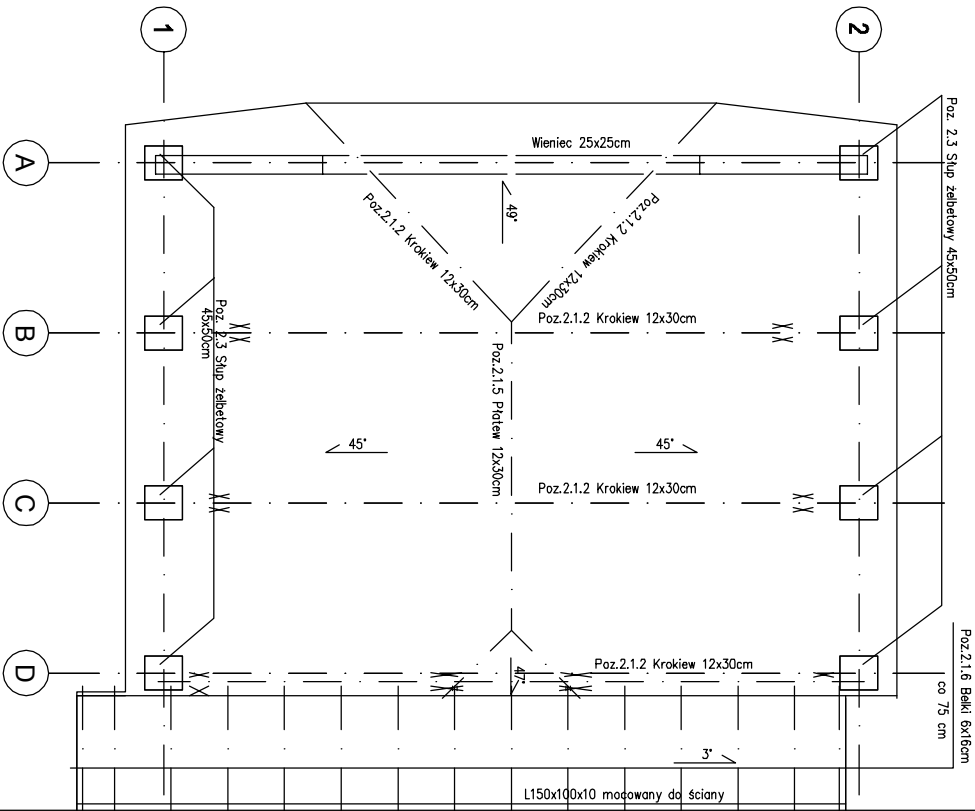 1
2
A
B
C
D
Poz. 2.3 Słup żelbetowy 45x50cm
Wieniec 25x25cm
49°
Poz.2.1.2 Krokiew 12x30cm
Poz.2.1.2 Krokiew 12x30cm
Poz.2.1.2 Krokiew 12x30cm
Poz. 2.3 Słup żelbetowy
45x50cm
Poz.2.1.5 Płatew 12x30cm
45°
45°
Poz.2.1.2 Krokiew 12x30cm
Poz.2.1.2 Krokiew 12x30cm
47°
Poz.2.1.6 Belki 6x16cm
co 75 cm
3°
L150x100x10 mocowany do ściany